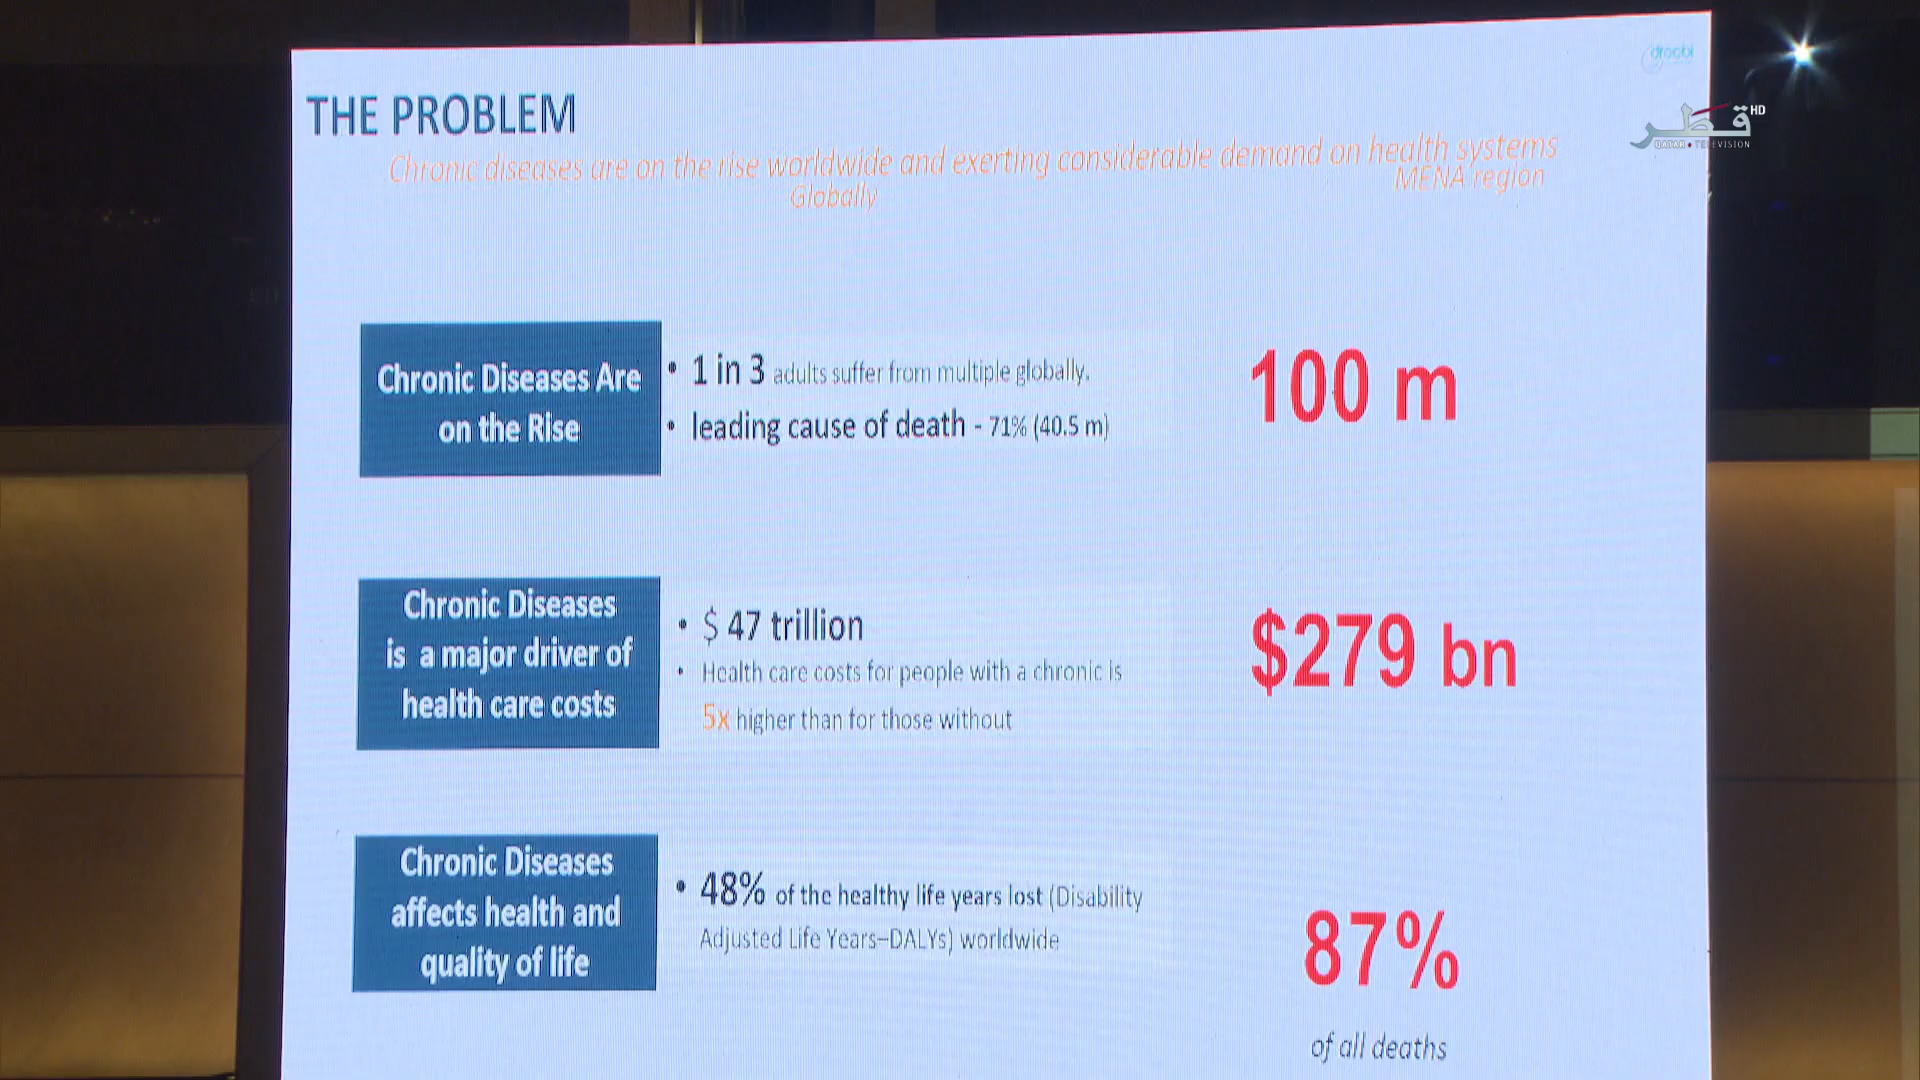 droobi
THE PROBLEM
قطر HD
QATAR • TELEVISION
Chronic diseases are on the rise worldwide and exerting considerable demand on health systems
Globally
MENA region
Chronic Diseases Are
on the Rise
• 1 in 3 adults suffer from multiple globally.
• leading cause of death - 71% (40.5 m)
100 m
Chronic Diseases
is a major driver of
health care costs
• $ 47 trillion
• Health care costs for people with a chronic is
5x higher than for those without
$279 bn
Chronic Diseases
affects health and
quality of life
• 48% of the healthy life years lost (Disability
Adjusted Life Years–DALYs) worldwide
87%
of all deaths